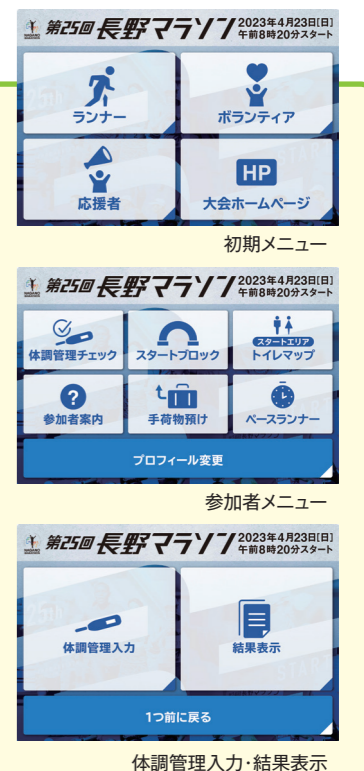 第25回 長野マラソン 2023年4月23日[日]
午前8時20分スタート
ランナー
ボランティア
応援者
HP
大会ホームページ
初期メニュー
第25回 長野マラソン 2023年4月23日[日]
午前8時20分スタート
体調管理チェック
スタートブロック
スタートエリア
トイレマップ
?
参加者案内
手荷物預け
ペースランナー
プロフィール変更
参加者メニュー
第25回 長野マラソン 2023年4月23日[日]
午前8時20分スタート
体調管理入力
結果表示
1つ前に戻る
体調管理入力・結果表示